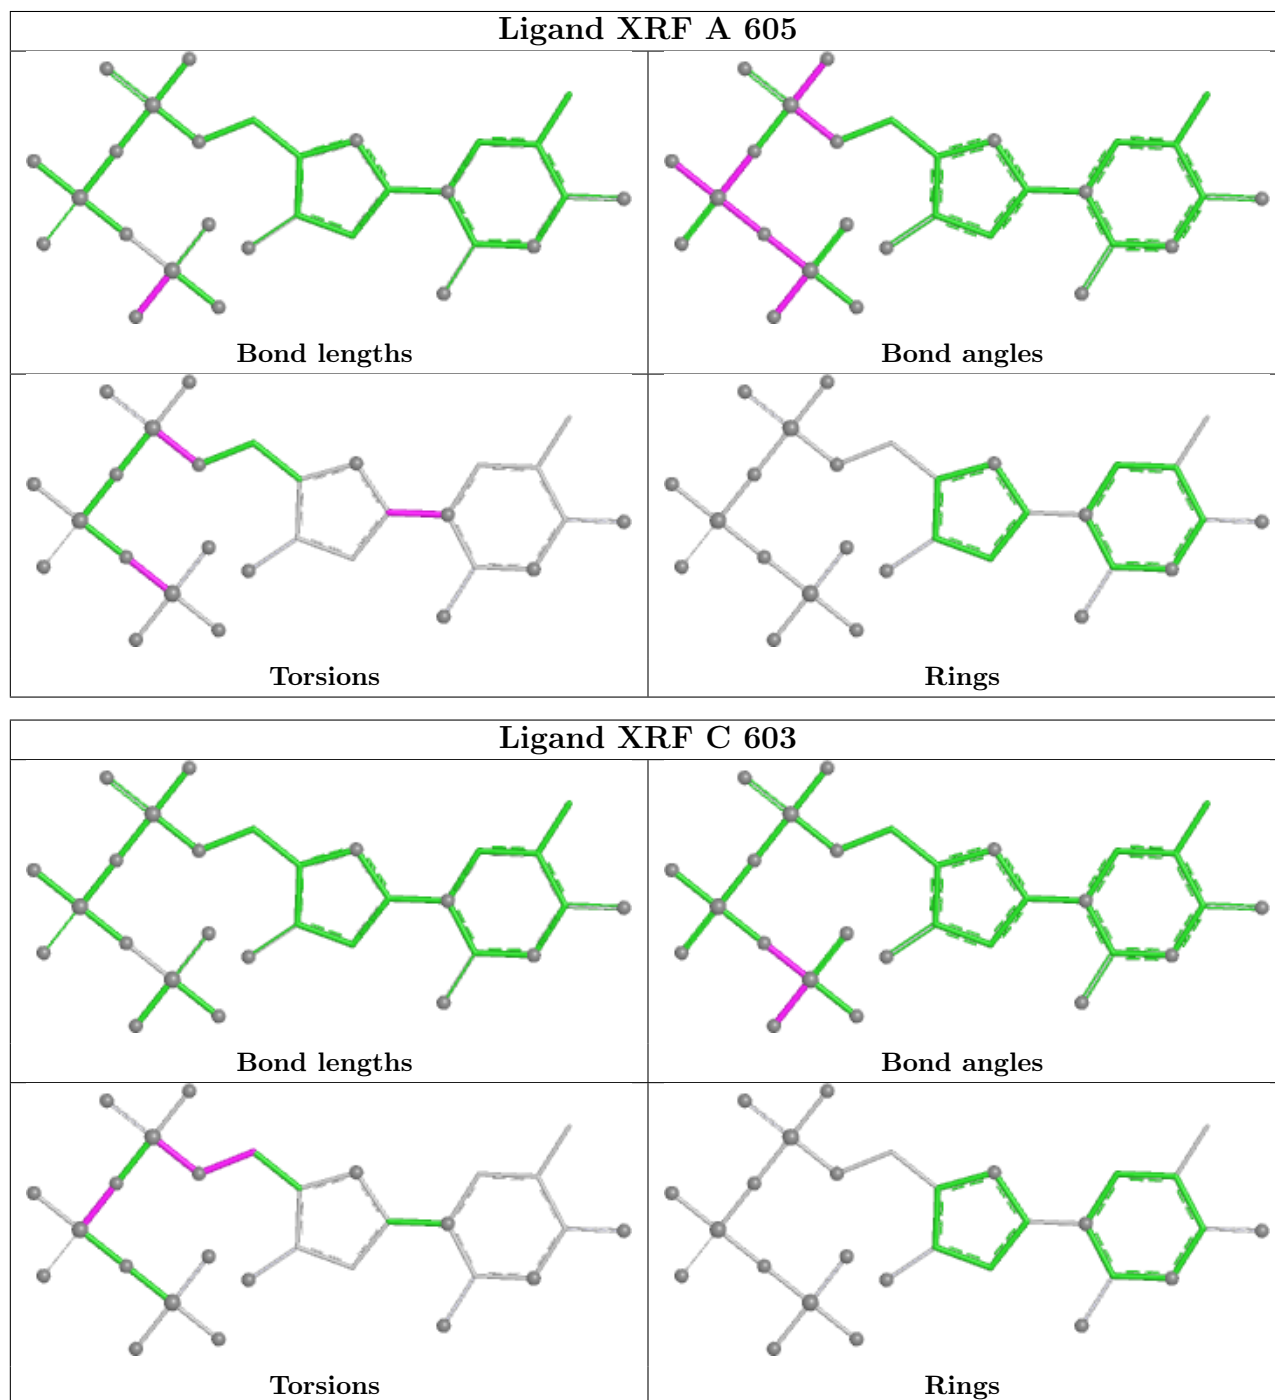 Ligand XRF A 605
Bond lengths
Bond angles
Torsions
Rings
Ligand XRF C 603
Bond lengths
Bond angles
Torsions
Rings